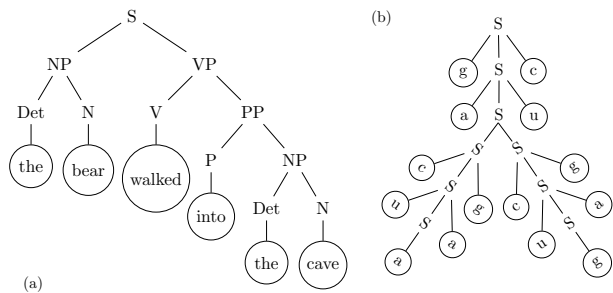 (b)
S
S
NP
VP
g
S
c
Det
N
V
PP
a
S
u
the
bear
walked
P
NP
c
S
S
g
into
Det
N
u
S
g
c
S
a
the
cave
S
a
u
S
a
g
(a)